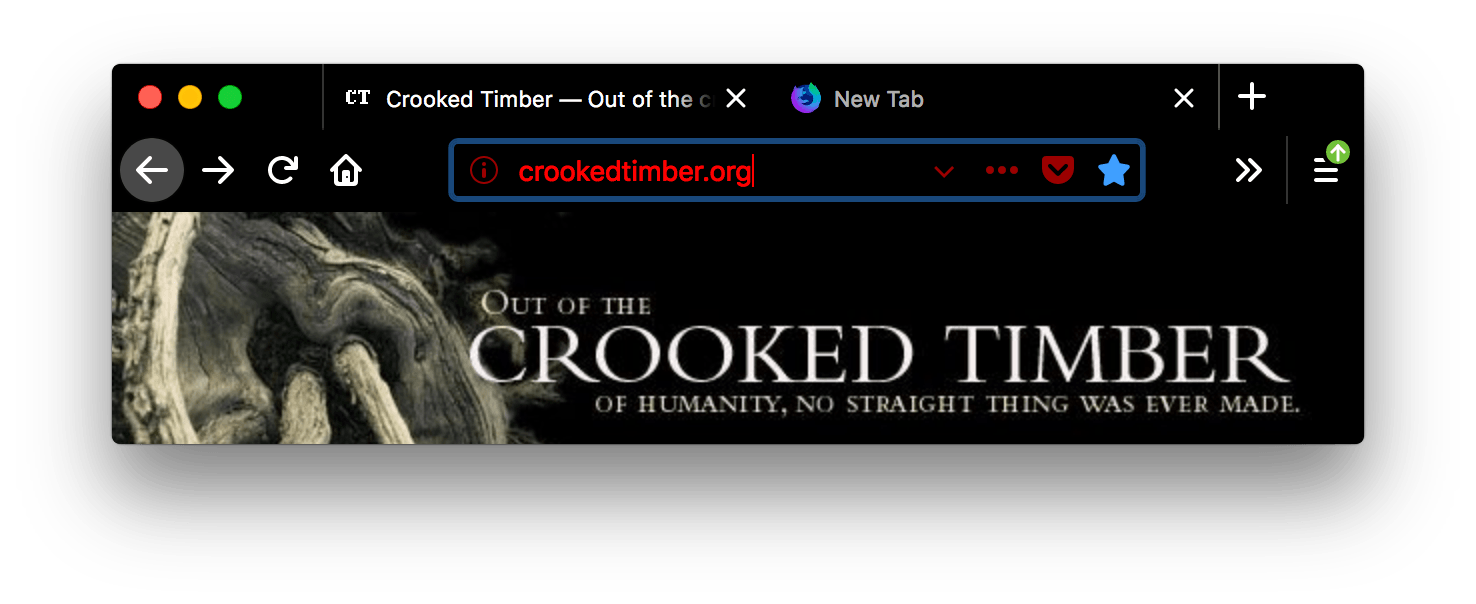 CT Crooked Timber — Out of the c New Tab
crookedtimber.org
OUT OF THE
CROOKED TIMBER
OF HUMANITY, NO STRAIGHT THING WAS EVER MADE.